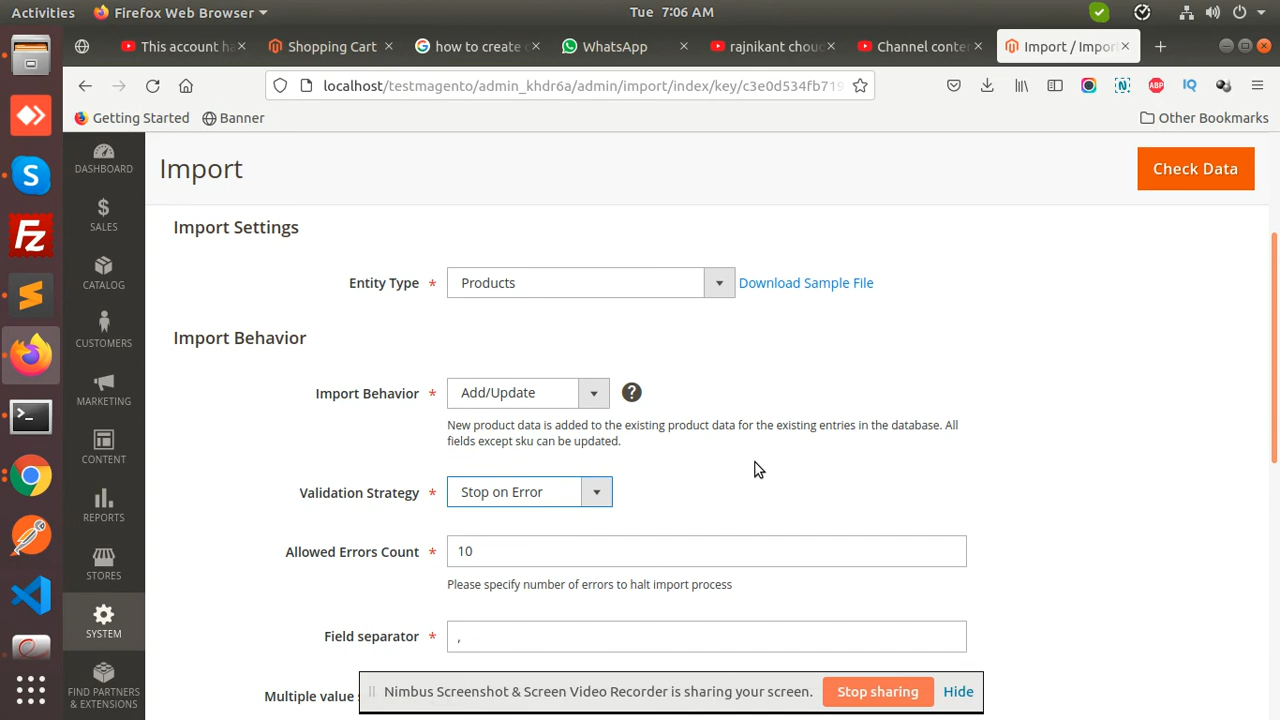 Activities
Firefox Web Browser
Tue 7:06 AM
This account ha
Shopping Cart
how to create c
WhatsApp
rajnikant chou
Channel conte
Import / Impor
localhost/testmagento/admin_khdr6a/admin/import/index/key/c3e0d534fb719
ABP
IQ
Getting Started
Banner
Other Bookmarks
DASHBOARD
SALES
CATALOG
CUSTOMERS
MARKETING
CONTENT
REPORTS
STORES
SYSTEM
FIND PARTNERS
& EXTENSIONS
Import
Check Data
Import Settings
Entity Type *
Products
Download Sample File
Import Behavior
Import Behavior *
Add/Update
?
New product data is added to the existing product data for the existing entries in the database. All
fields except sku can be updated.
Validation Strategy *
Stop on Error
Allowed Errors Count *
10
Please specify number of errors to halt import process
Field separator *
,
Multiple value
Nimbus Screenshot & Screen Video Recorder is sharing your screen.
Stop sharing
Hide